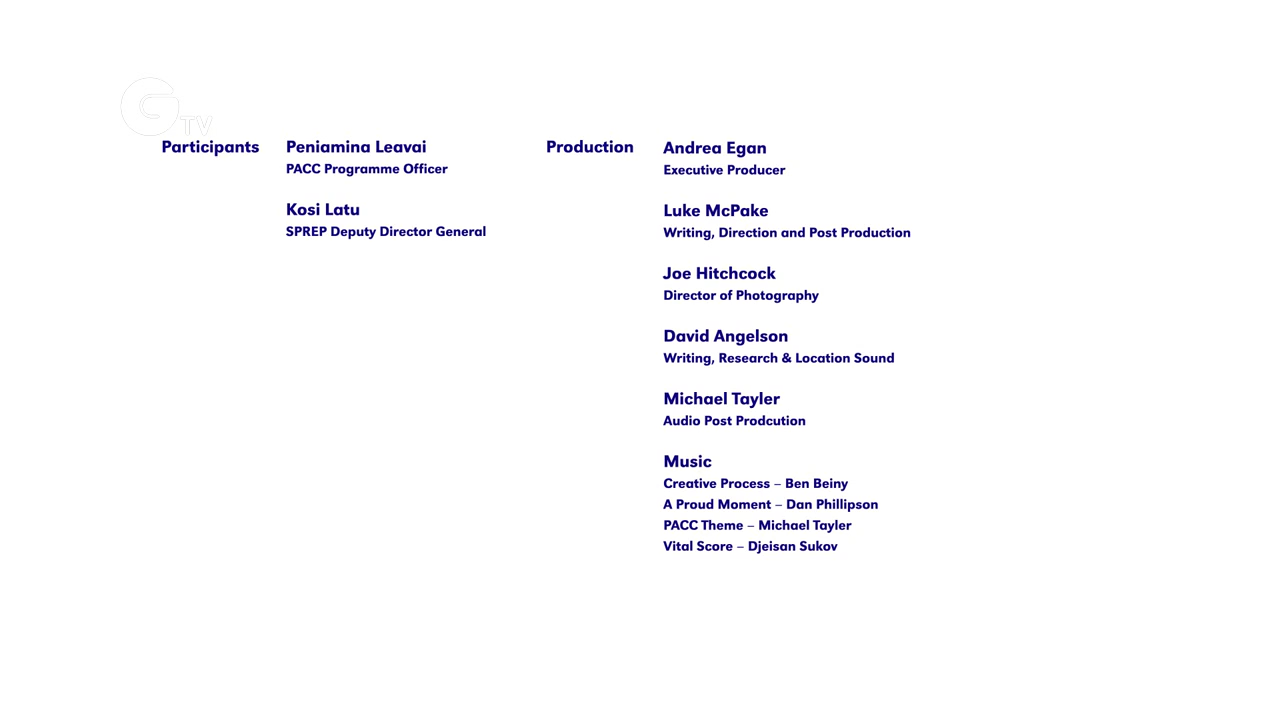 GTV
Participants
Peniamina Leavai
PACC Programme Officer
Kosi Latu
SPREP Deputy Director General
Production
Andrea Egan
Executive Producer
Luke McPake
Writing, Direction and Post Production
Joe Hitchcock
Director of Photography
David Angelson
Writing, Research & Location Sound
Michael Tayler
Audio Post Prodcution
Music
Creative Process – Ben Beiny
A Proud Moment – Dan Phillipson
PACC Theme – Michael Tayler
Vital Score – Djeisan Sukov